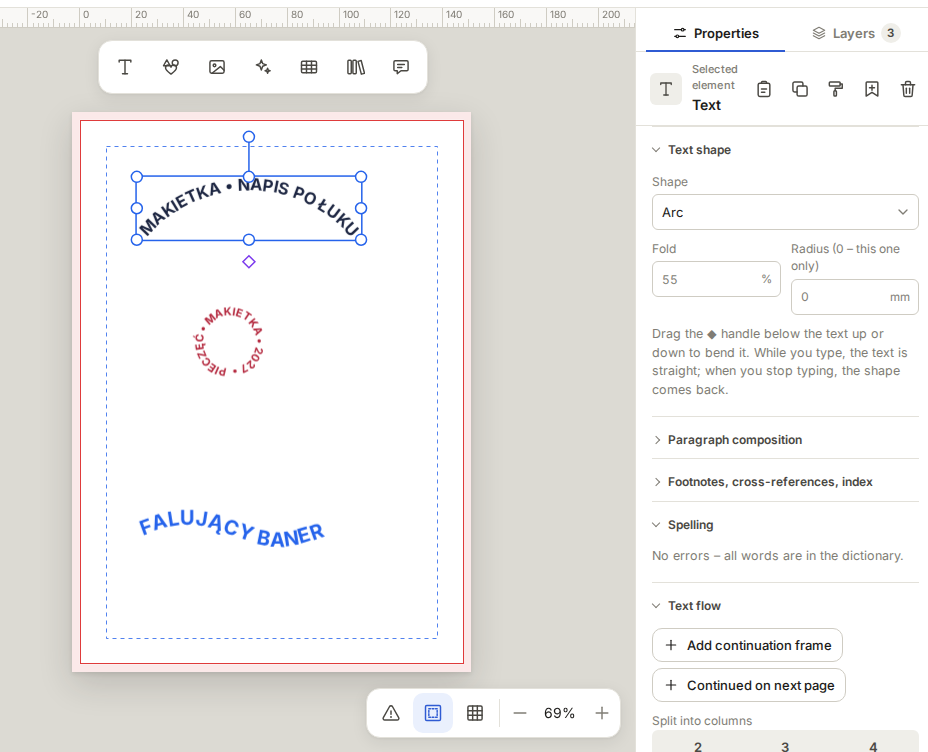 -20 0 20 40 60 80 100 120 140 160 180 200
Properties
Layers 3
Selected element
Text
MAKIETKA • NAPIS PO ŁUKU
MAKIETKA • 2027 • PIECZĘĆ •
FALUJĄCY BANER
69%
Text shape
Shape
Arc
Fold
55 %
Radius (0 – this one only)
0 mm
Drag the ◆ handle below the text up or
down to bend it. While you type, the text is
straight; when you stop typing, the shape
comes back.
Paragraph composition
Footnotes, cross-references, index
Spelling
No errors – all words are in the dictionary.
Text flow
Add continuation frame
Continued on next page
Split into columns
2 3 4